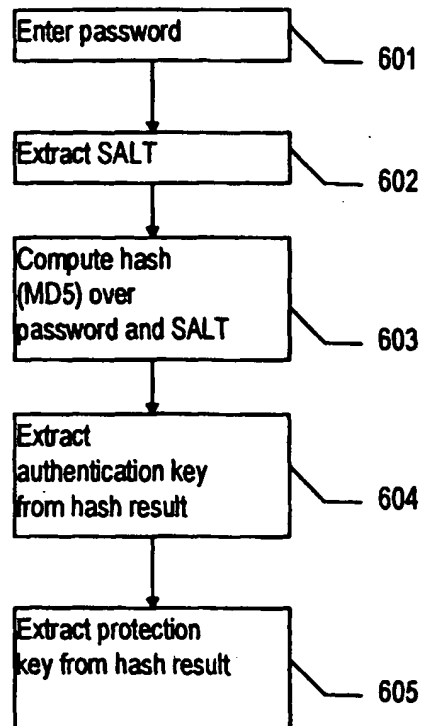 Enter password
601
Extract SALT
602
Compute hash
(MD5) over
password and SALT
603
Extract
authentication key
from hash result
604
Extract protection
key from hash result
605